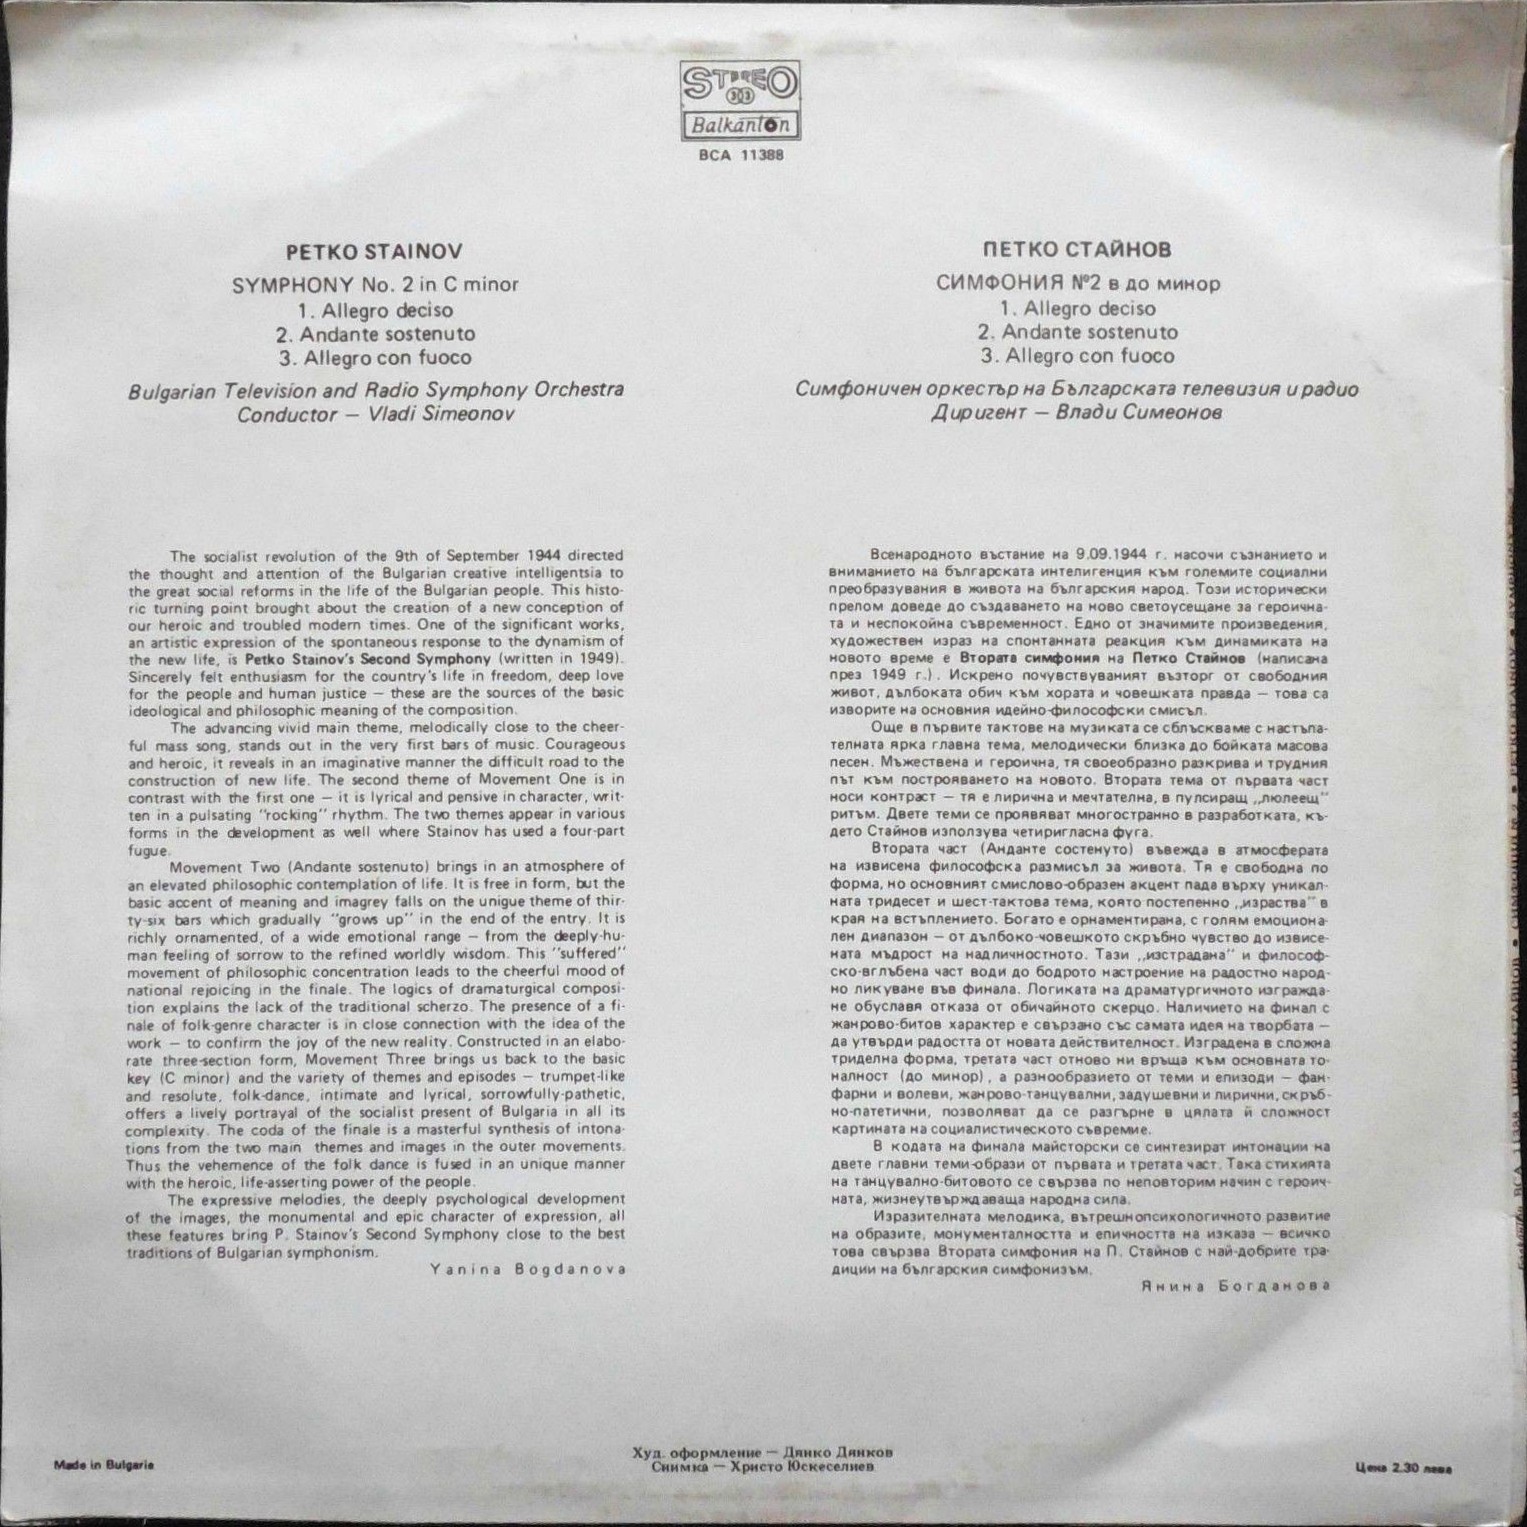 STEREO
33
Balkanton
BCA 11388
PETKO STAINOV
SYMPHONY No. 2 in C minor
1. Allegro deciso
2. Andante sostenuto
3. Allegro con fuoco
Bulgarian Television and Radio Symphony Orchestra
Conductor – Vladi Simeonov
The socialist revolution of the 9th of September 1944 directed
the thought and attention of the Bulgarian creative intelligentsia to
the great social reforms in the life of the Bulgarian people. This histo-
ric turning point brought about the creation of a new conception of
our heroic and troubled modern times. One of the significant works,
an artistic expression of the spontaneous response to the dynamism of
the new life, is Petko Stainov's Second Symphony (written in 1949).
Sincerely felt enthusiasm for the country's life in freedom, deep love
for the people and human justice – these are the sources of the basic
ideological and philosophic meaning of the composition.
The advancing vivid main theme, melodically close to the cheer-
ful mass song, stands out in the very first bars of music. Courageous
and heroic, it reveals in an imaginative manner the difficult road to the
construction of new life. The second theme of Movement One is in
contrast with the first one – it is lyrical and pensive in character, writ-
ten in a pulsating "rocking" rhythm. The two themes appear in various
forms in the development as well where Stainov has used a four-part
fugue.
Movement Two (Andante sostenuto) brings in an atmosphere of
an elevated philosophic contemplation of life. It is free in form, but the
basic accent of meaning and imagrey falls on the unigue theme of thir-
ty-six bars which gradually "grows up" in the end of the entry. It is
richly ornamented, of a wide emotional range – from the deeply-hu-
man feeling of sorrow to the refined worldly wisdom. This "suffered"
movement of philosophic concentration leads to the cheerful mood of
national rejoicing in the finale. The logics of dramaturgical composi-
tion explains the lack of the traditional scherzo. The presence of a fi-
nale of folk-genre character is in close connection with the idea of the
work – to confirm the joy of the new reality. Constructed in an elabo-
rate three-section form, Movement Three brings us back to the basic
key (C minor) and the variety of themes and episodes – trumpet-like
and resolute, folk-dance, intimate and lyrical, sorrowfully-pathetic,
offers a lively portrayal of the socialist present of Bulgaria in all its
complexity. The coda of the finale is a masterful synthesis of intona-
tions from the two main themes and images in the outer movements.
Thus the vehemence of the folk dance is fused in an unique manner
with the heroic, life-asserting power of the people.
The expressive melodies, the deeply psychological development
of the images, the monumental and epic character of expression, all
these features bring P. Stainov's Second Symphony close to the best
traditions of Bulgarian symphonism.
Yanina Bogdanova
ПЕТКО СТАЙНОВ
СИМФОНИЯ №2 в до минор
1. Allegro deciso
2. Andante sostenuto
3. Allegro con fuoco
Симфоничен оркестър на Българската телевизия и радио
Диригент – Влади Симеонов
Всенародното въстание на 9.09.1944 г. насочи съзнанието и
вниманието на българската интелигенция към големите социални
преобразувания в живота на българския народ. Този исторически
прелом доведе до създаването на ново светоусещане за героична-
та и неспокойна съвременност. Едно от значимите произведения,
художествен израз на спонтанната реакция към динамиката на
новото време е Втората симфония на Петко Стайнов (написана
през 1949 г.). Искрено почувстваният възторг от свободния
живот, дълбоката обич към хората и човешката правда – това са
изворите на основния идейно-философски смисъл.
Още в първите тактове на музиката се сблъскваме с настъпа-
телната ярка главна тема, мелодически близка до бойката масова
песен. Мъжествена и героична, тя своеобразно разкрива и трудния
път към построяването на новото. Втората тема от първата част
носи контраст – тя е лирична и мечтателна, в пулсиращ „люлеещ"
ритъм. Двете теми се проявяват многостранно в разработката, къ-
дето Стайнов използува четиригласна фуга.
Втората част (Анданте состенуто) въвежда в атмосферата
на извисена философска размисъл за живота. Тя е свободна по
форма, но основният смислово-образен акцент пада върху уникал-
ната тридесет и шест-тактова тема, която постепенно „израства" в
края на встъплението. Богато е орнаментирана, с голям емоциона-
лен диапазон – от дълбоко-човешкото скръбно чувство до извисе-
ната мъдрост на надличностното. Тази „изстрадана" и философ-
ско-вглъбена част води до бодрото настроение на радостно народ-
но ликуване във финала. Логиката на драматургичното изгражда-
не обуславя отказа от обичайното скерцо. Наличието на финал с
жанрово-битов характер е свързано със самата идея на творбата –
да утвърди радостта от новата действителност. Изградена в сложна
триделна форма, третата част отново ни връща към основната то-
налност (до минор), а разнообразието от теми и епизоди – фан-
фарни и волеви, жанрово-танцувални, задушевни и лирични, скръб-
но-патетични, позволяват да се разгърне в цялата й сложност
картината на социалистическото съвремие.
В кодата на финала майсторски се синтезират интонации на
двете главни теми-образи от първата и третата част. Така стихията
на танцувално-битовото се свързва по неповторим начин с героич-
ната, жизнеутвърждаваща народна сила.
Изразителната мелодика, вътрешнопсихологичното развитие
на образите, монументалността и епичността на изказа – всичко
това свързва Втората симфония на П. Стайнов с най-добрите тра-
диции на българския симфонизъм.
Янина Богданова
Made in Bulgaria
Худ. оформление – Дянко Дянков
Снимка – Христо Юскеселиев
Цена 2.30 лева